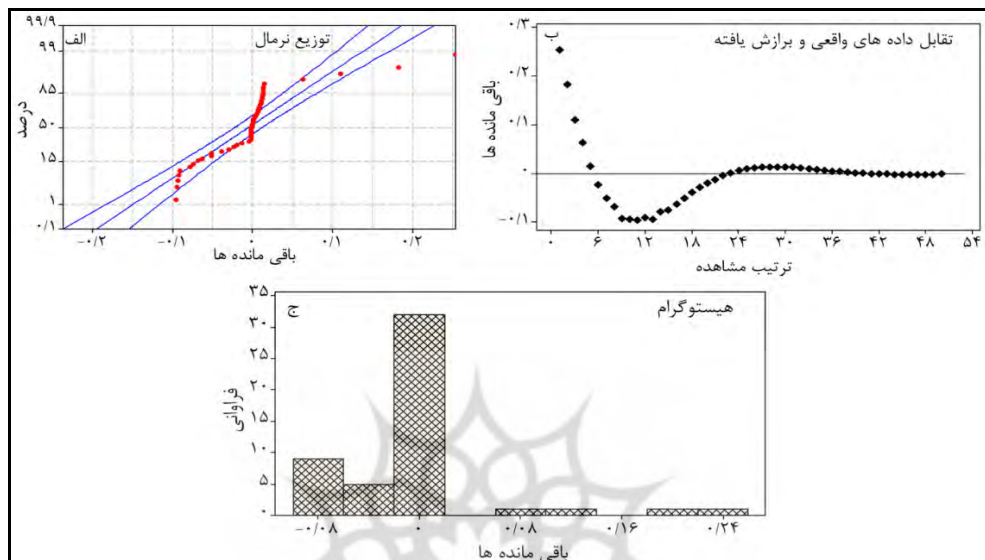 توزیع نرمال
الف
۹۹/۹
۹۹
۸۵
۵۰
۱۵
۱
۰/۱
درصد
-۰/۲ -۰/۱ ۰ ۰/۱ ۰/۲
باقی مانده ها
تقابل داده های واقعی و برازش یافته
ب
۰/۳
۰/۲
۰/۱
۰
-۰/۱
باقی مانده ها
۰ ۶ ۱۲ ۱۸ ۲۴ ۳۰ ۳۶ ۴۲ ۴۸ ۵۴
ترتیب مشاهده
هیستوگرام
ج
۳۵
۳۰
۲۵
۲۰
۱۵
۱۰
۵
۰
فراوانی
-۰/۰۸ ۰ ۰/۰۸ ۰/۱۶ ۰/۲۴
باقی مانده ها